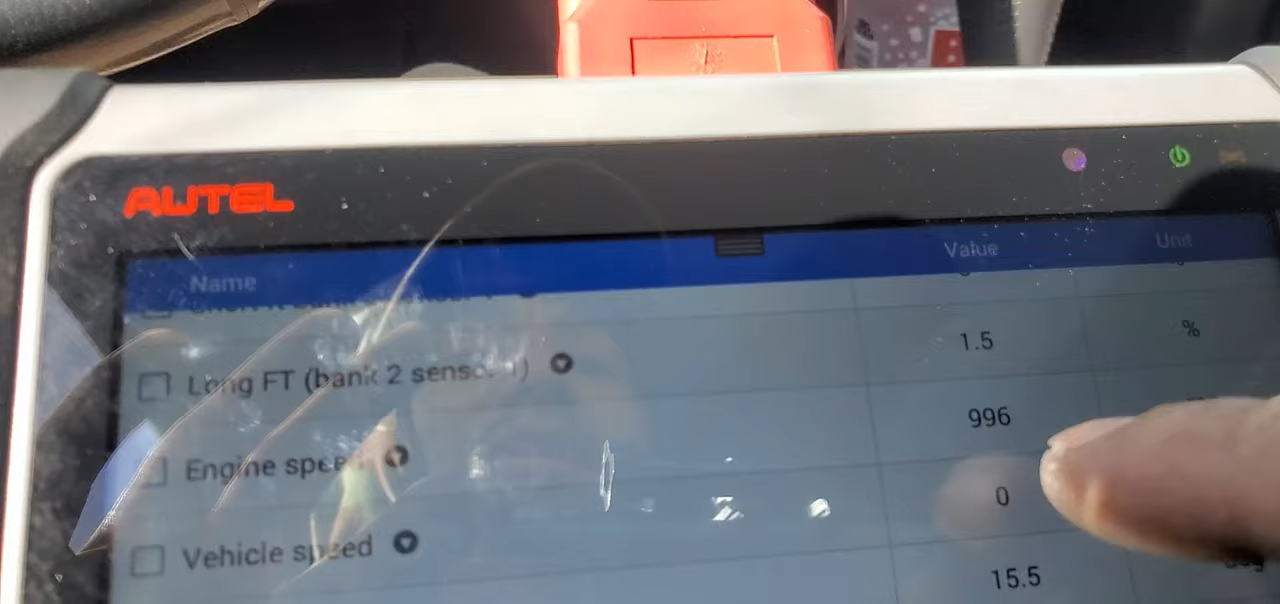 AUTEL
Name Value Unit
Long FT (bank 2 sensor 1) 1.5 %
Engine speed 996
Vehicle speed 0
15.5